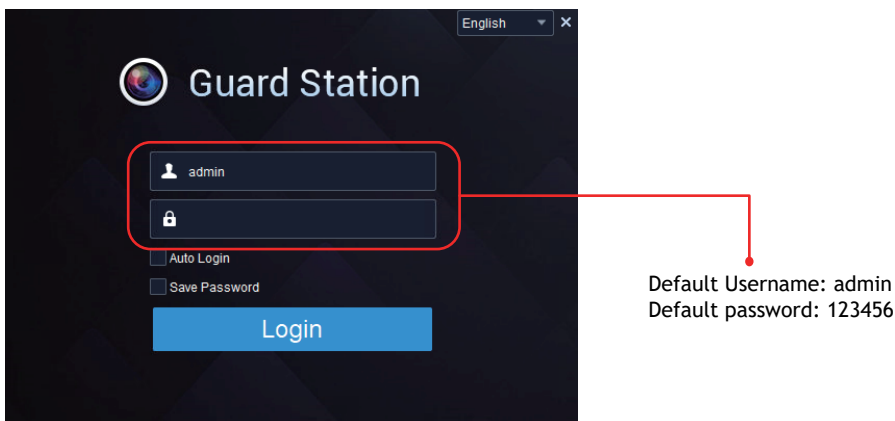 English
Guard Station
admin
Auto Login
Save Password
Login
Default Username: admin
Default password: 123456